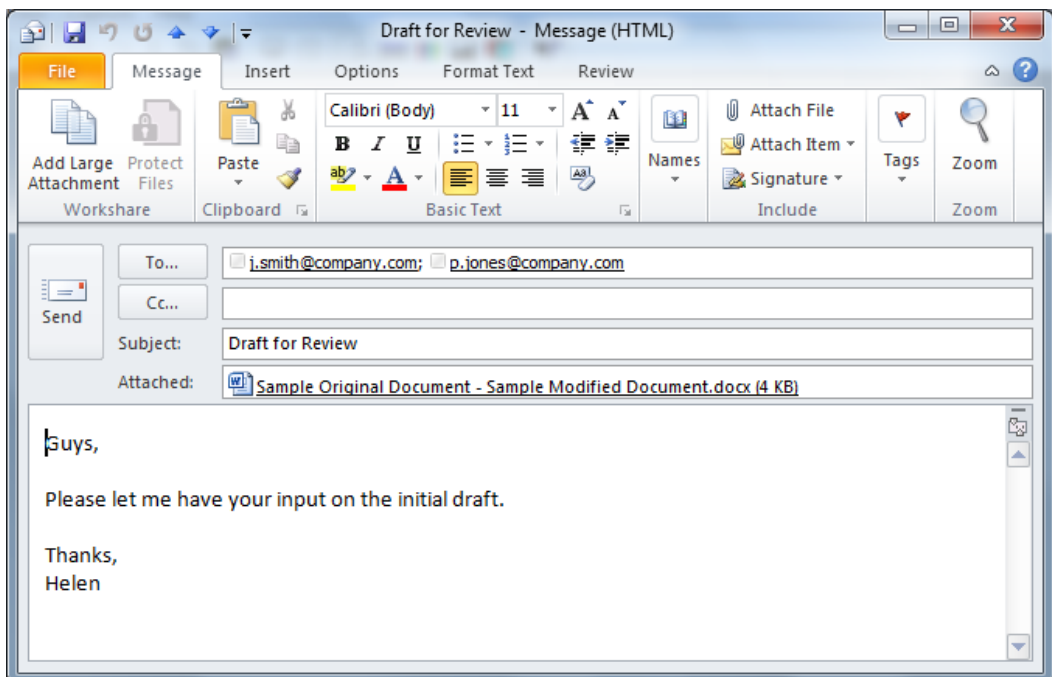 Draft for Review - Message (HTML)
File Message Insert Options Format Text Review
Calibri (Body) 11 A A
Attach File
B I U
Attach Item
Add Large Attachment
Protect Files
Paste
ab A Aa
Names
Signature
Tags
Zoom
Workshare Clipboard Basic Text Include Zoom
To... j.smith@company.com; p.jones@company.com
Cc...
Send
Subject: Draft for Review
Attached: Sample Original Document - Sample Modified Document.docx (4 KB)
Guys,
Please let me have your input on the initial draft.
Thanks,
Helen